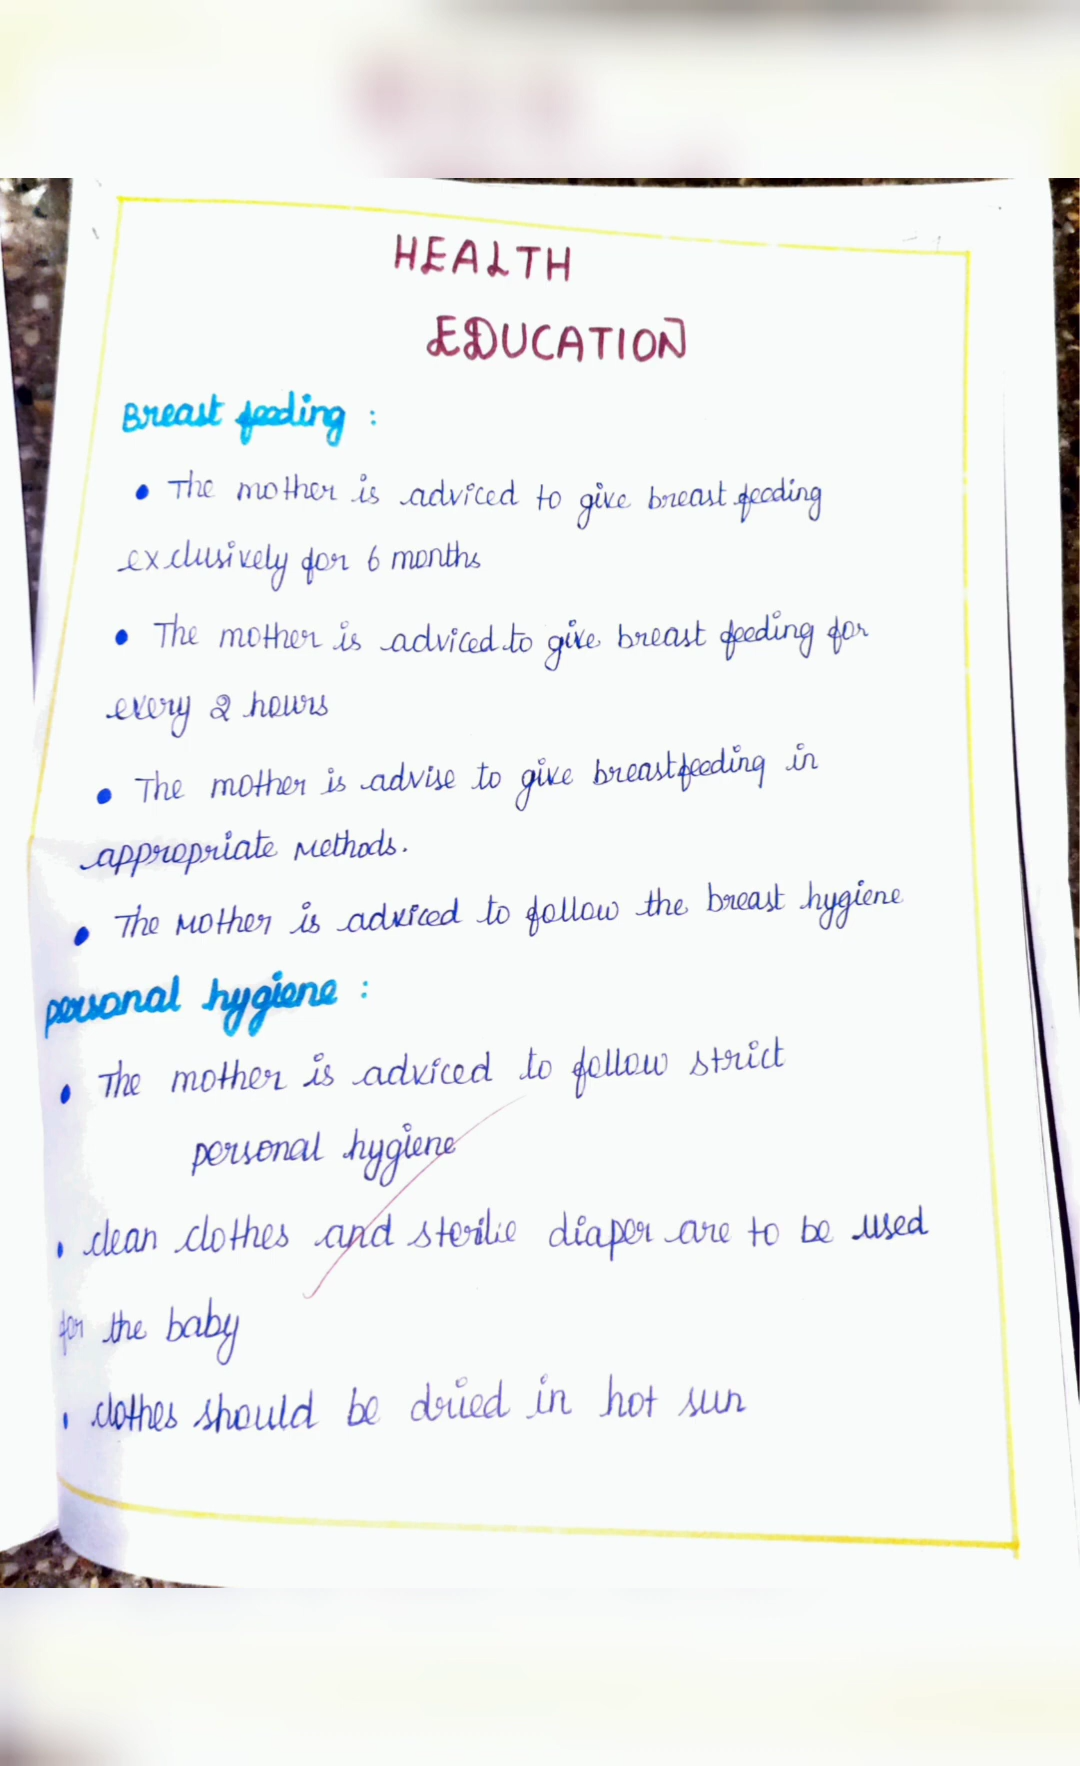 HEALTH
EDUCATION
Breast feeding :
• The mother is adviced to give breast feeding
exclusively for 6 months
• The mother is adviced to give breast feeding for
every 2 hours
• The mother is advise to give breastfeeding in
appropriate methods.
• The mother is adviced to follow the breast hygiene
personal hygiene :
• The mother is adviced to follow strict
personal hygiene
• clean clothes and sterilie diaper are to be used
for the baby
• clothes should be dried in hot sun